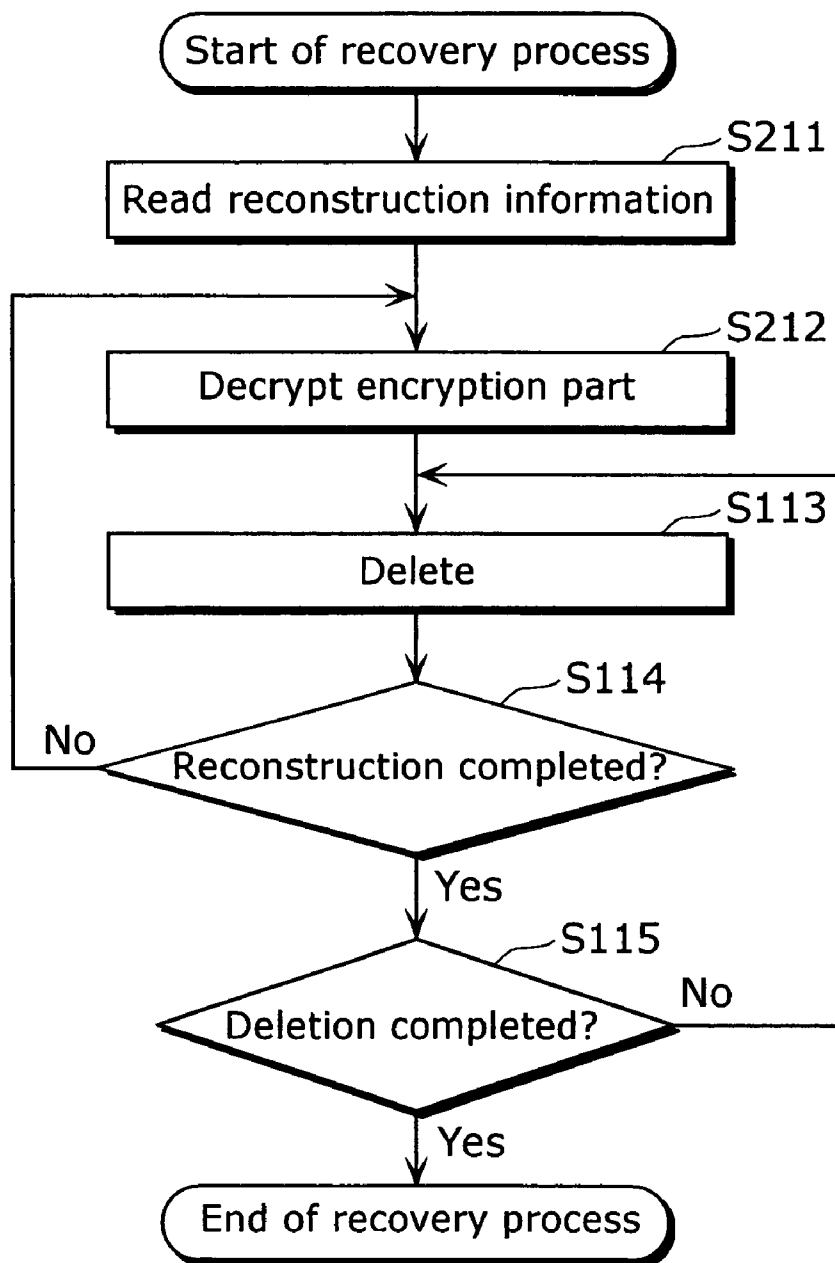 Start of recovery process
S211
Read reconstruction information
S212
Decrypt encryption part
S113
Delete
S114
No
Reconstruction completed?
Yes
S115
No
Deletion completed?
Yes
End of recovery process